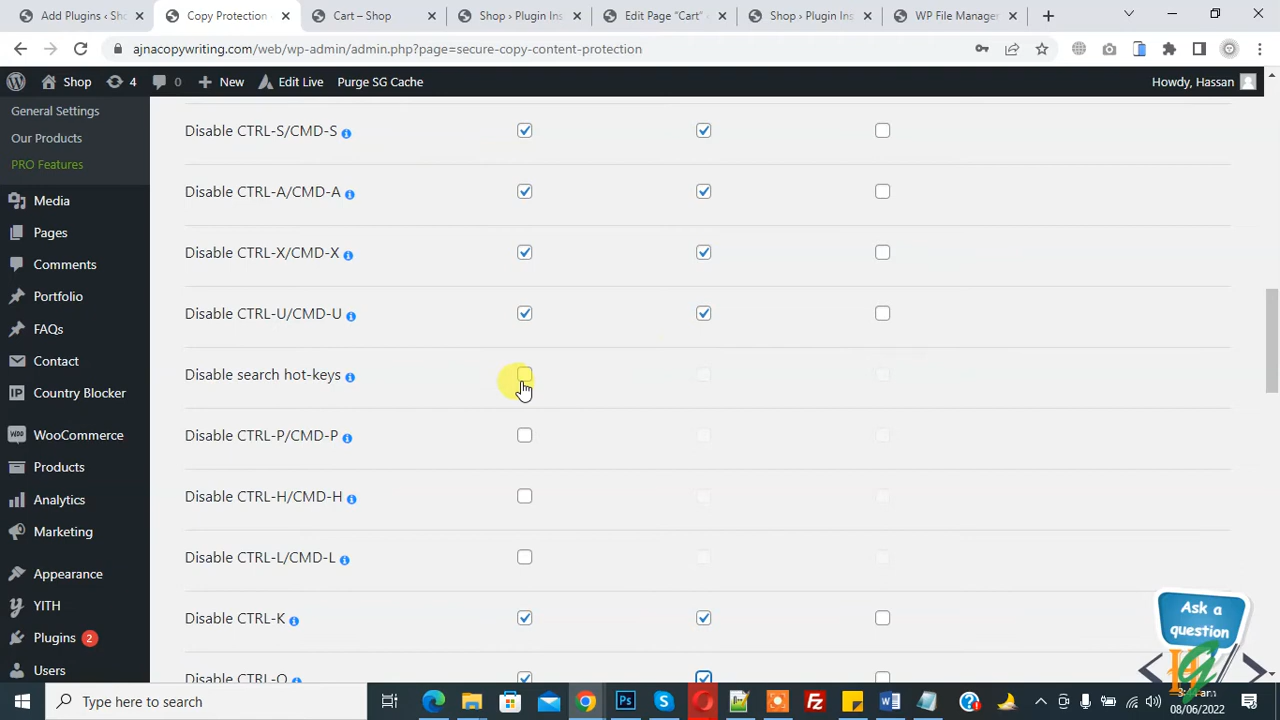 Add Plugins ‹ Sho
Copy Protection
Cart – Shop
Shop › Plugin Ins
Edit Page "Cart" ‹
Shop › Plugin Ins
WP File Manager
ajnacopywriting.com/web/wp-admin/admin.php?page=secure-copy-content-protection
Shop
4
0
New
Edit Live
Purge SG Cache
Howdy, Hassan
General Settings
Our Products
PRO Features
Media
Pages
Comments
Portfolio
FAQs
Contact
IP
Country Blocker
WooCommerce
Products
Analytics
Marketing
Appearance
YITH
Plugins 2
Users
Disable CTRL-S/CMD-S
Disable CTRL-A/CMD-A
Disable CTRL-X/CMD-X
Disable CTRL-U/CMD-U
Disable search hot-keys
Disable CTRL-P/CMD-P
Disable CTRL-H/CMD-H
Disable CTRL-L/CMD-L
Disable CTRL-K
Disable CTRL-O
Ask a
question
Type here to search
08/06/2022